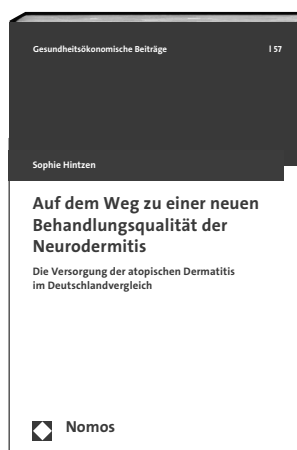 Gesundheitsökonomische Beiträge | 57
Sophie Hintzen
Auf dem Weg zu einer neuen
Behandlungsqualität der
Neurodermitis
Die Versorgung der atopischen Dermatitis
im Deutschlandvergleich
Nomos